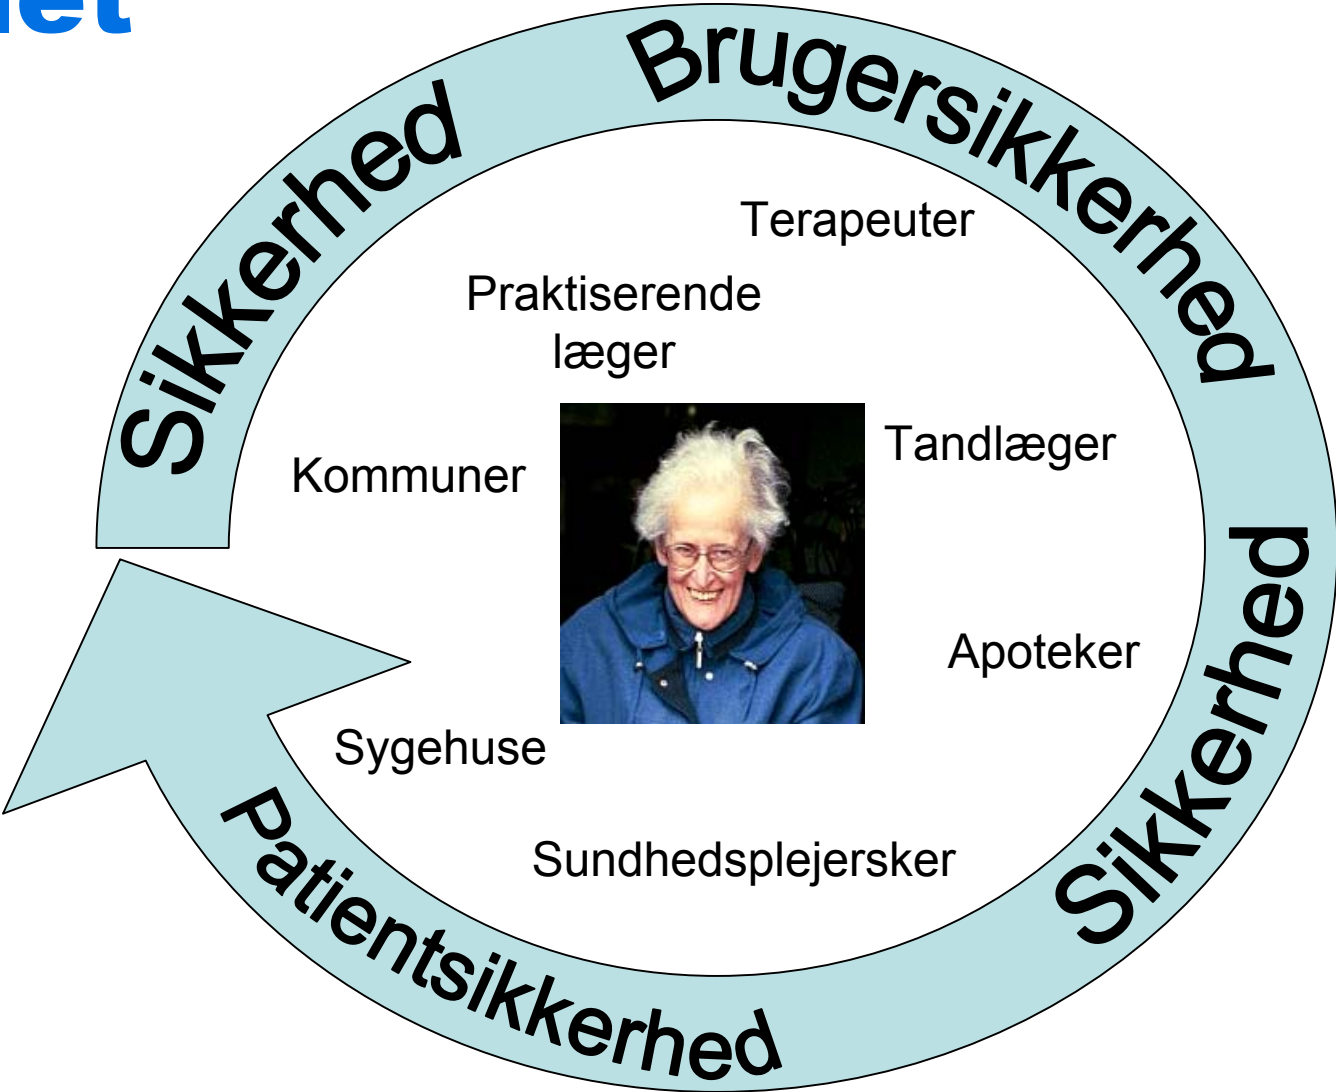 Sikkerhed
Brugersikkerhed
Terapeuter
Praktiserende
læger
Tandlæger
Kommuner
Apoteker
Sikkerhed
Sygehuse
Sundhedsplejersker
Patientsikkerhed